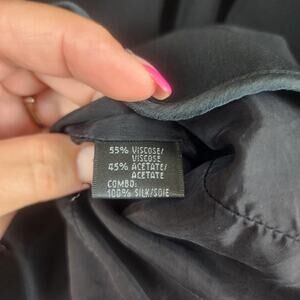 55% VISCOSE/
VISCOSE
45% ACETATE/
ACETATE
COMBO:
100% SILK/SOIE